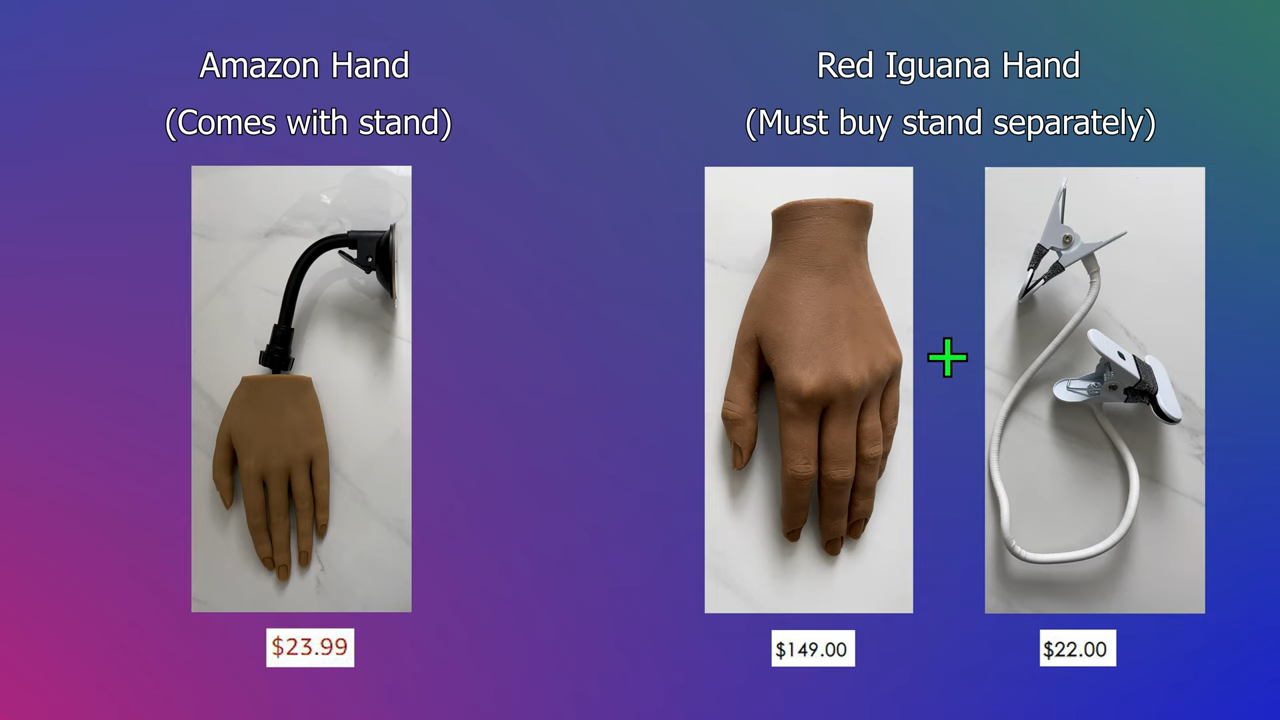 Amazon Hand
(Comes with stand)
Red Iguana Hand
(Must buy stand separately)
+
$23.99
$149.00
$22.00